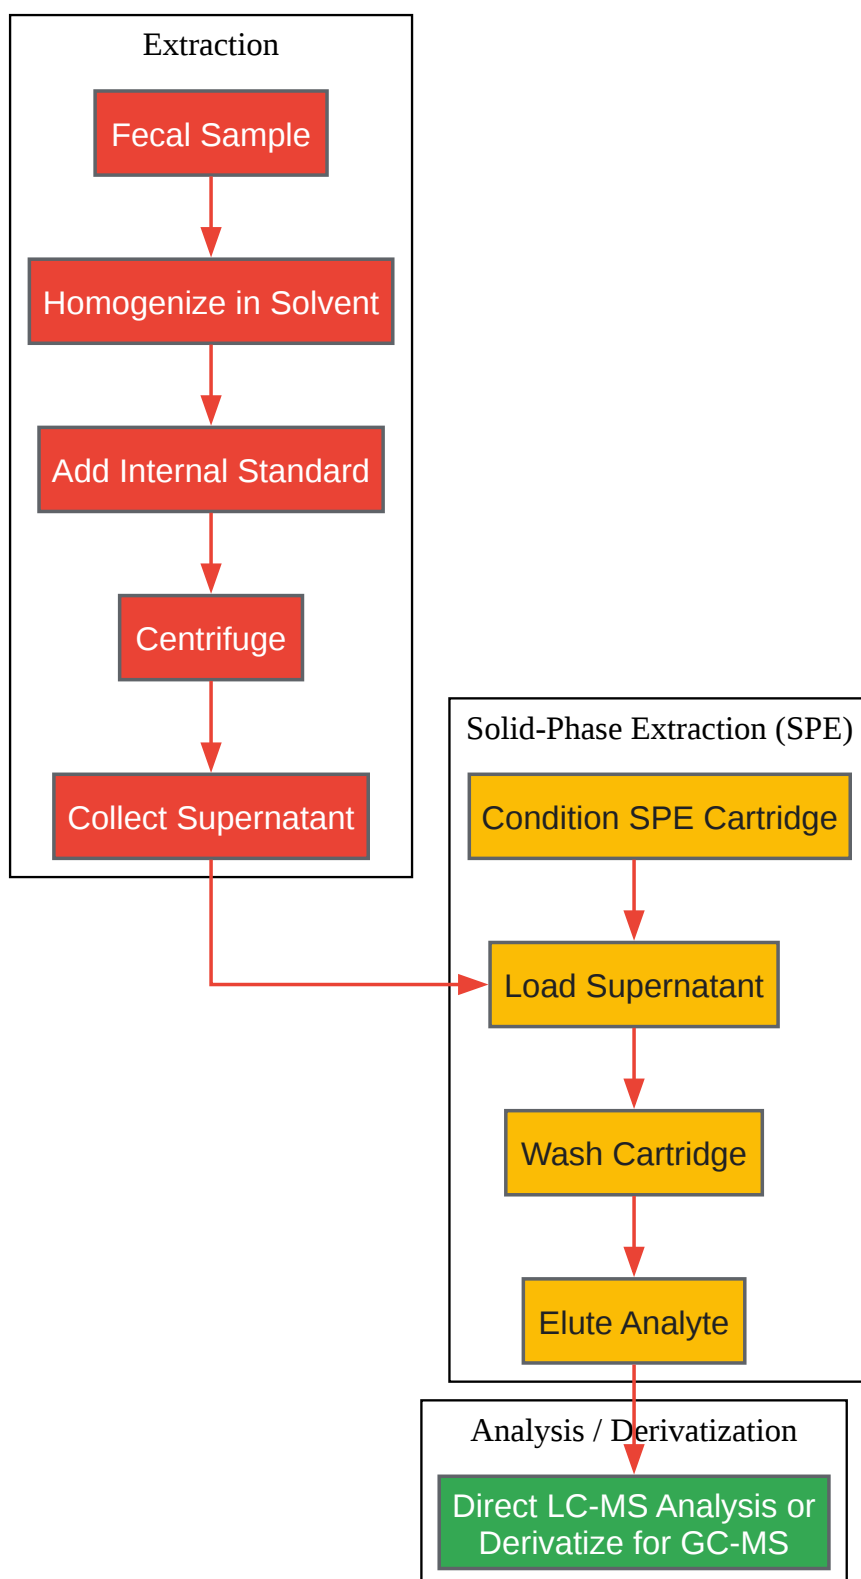 Extraction
Fecal Sample
Homogenize in Solvent
Add Internal Standard
Centrifuge
Collect Supernatant
Solid-Phase Extraction (SPE)
Condition SPE Cartridge
Load Supernatant
Wash Cartridge
Elute Analyte
Analysis / Derivatization
Direct LC-MS Analysis or
Derivatize for GC-MS